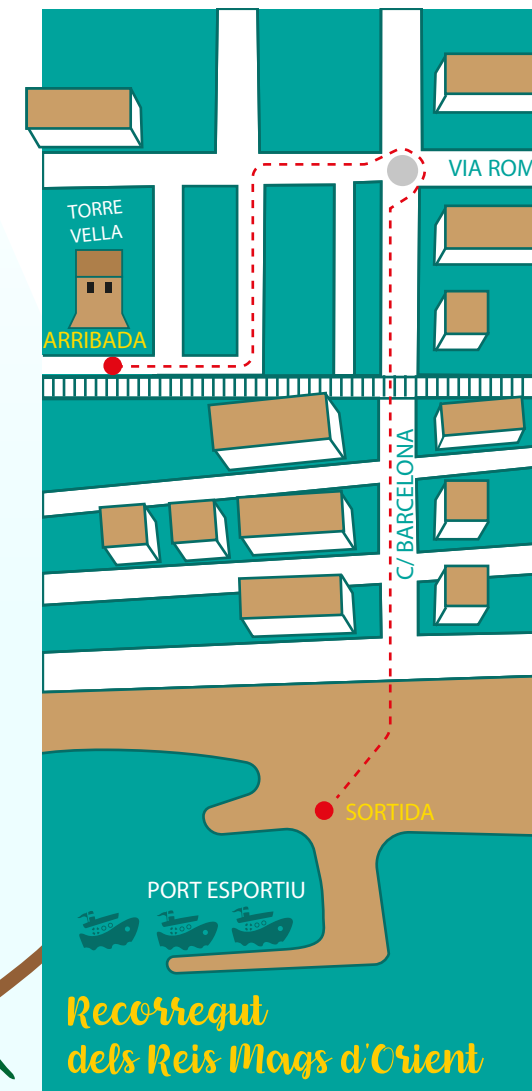 VIA ROM
TORRE
VELLA
ARRIBADA
C/ BARCELONA
SORTIDA
PORT ESPORTIU
Recorregut
dels Reis Mags d'Orient